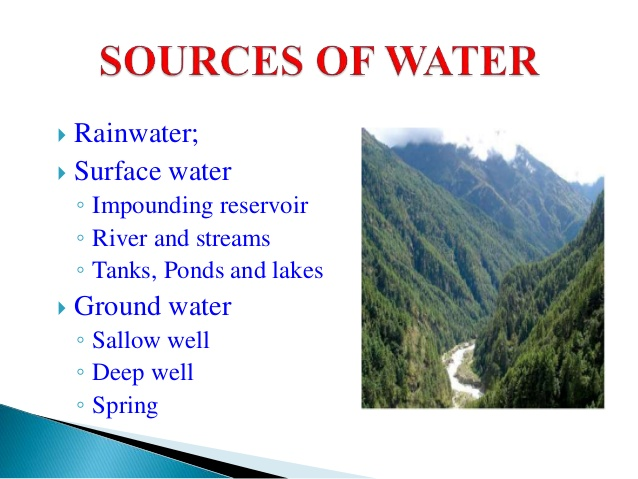 SOURCES OF WATER
Rainwater;
Surface water
Impounding reservoir
River and streams
Tanks, Ponds and lakes
Ground water
Sallow well
Deep well
Spring